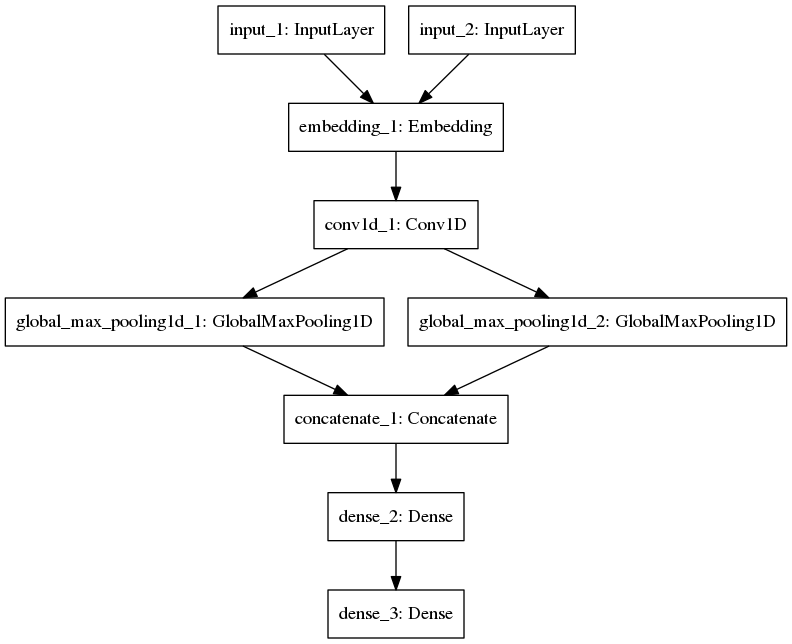 input_1: InputLayer
input_2: InputLayer
embedding_1: Embedding
conv1d_1: Conv1D
global_max_pooling1d_1: GlobalMaxPooling1D
global_max_pooling1d_2: GlobalMaxPooling1D
concatenate_1: Concatenate
dense_2: Dense
dense_3: Dense